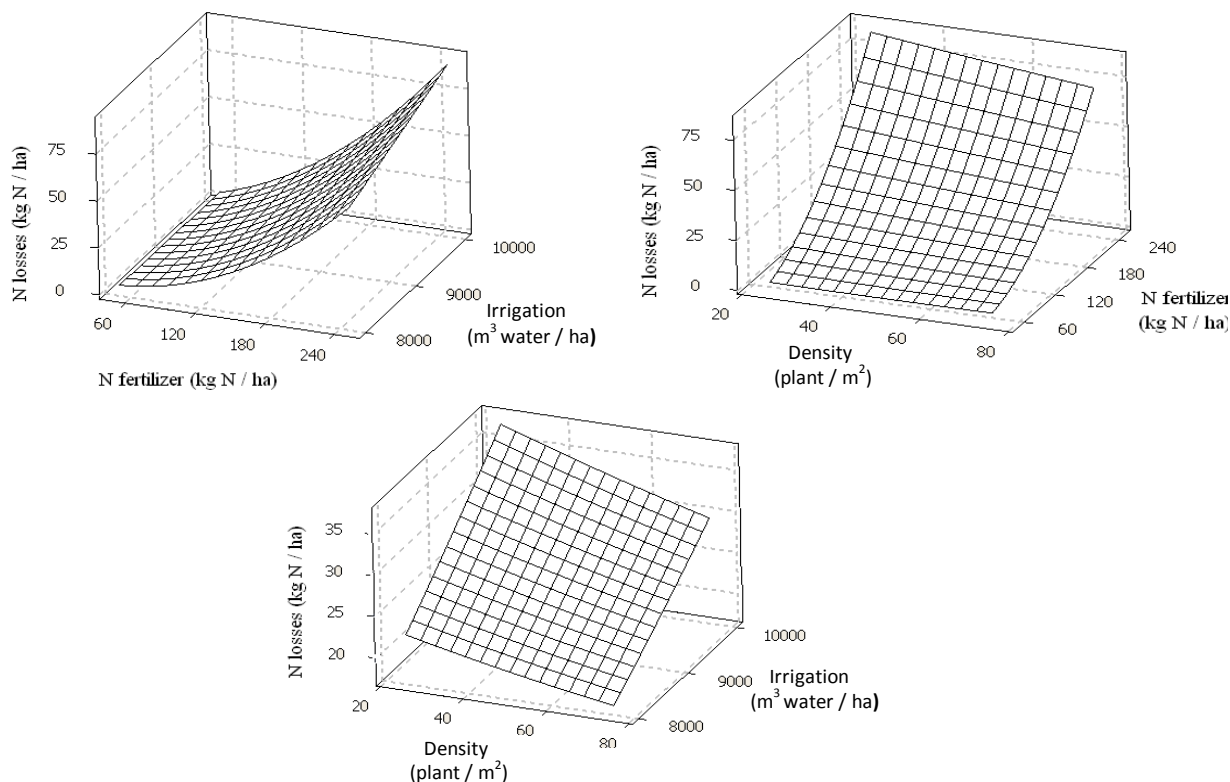 N losses (kg N / ha)
75
50
25
0
60
120
180
240
N fertilizer (kg N / ha)
8000
9000
10000
Irrigation
(m³ water / ha)
N losses (kg N / ha)
75
50
25
0
20
40
60
80
Density
(plant / m²)
60
120
180
240
N fertilizer
(kg N / ha)
N losses (kg N / ha)
35
30
25
20
20
40
60
80
Density
(plant / m²)
8000
9000
10000
Irrigation
(m³ water / ha)